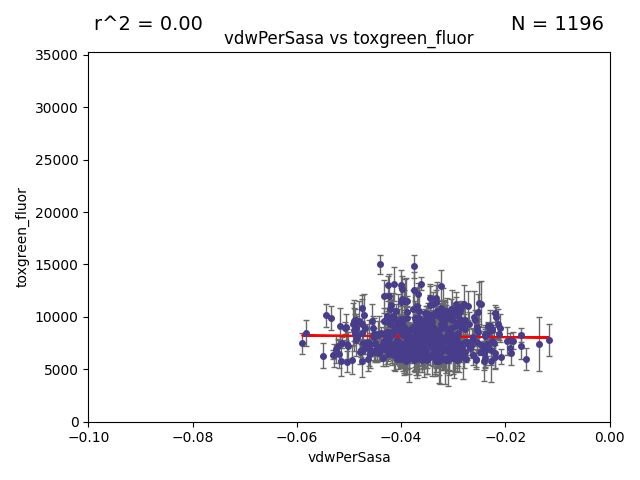 r^2 = 0.00
N = 1196
vdwPerSasa vs toxgreen_fluor
35000
30000
25000
20000
15000
10000
5000
0
toxgreen_fluor
−0.10
−0.08
−0.06
−0.04
−0.02
0.00
vdwPerSasa